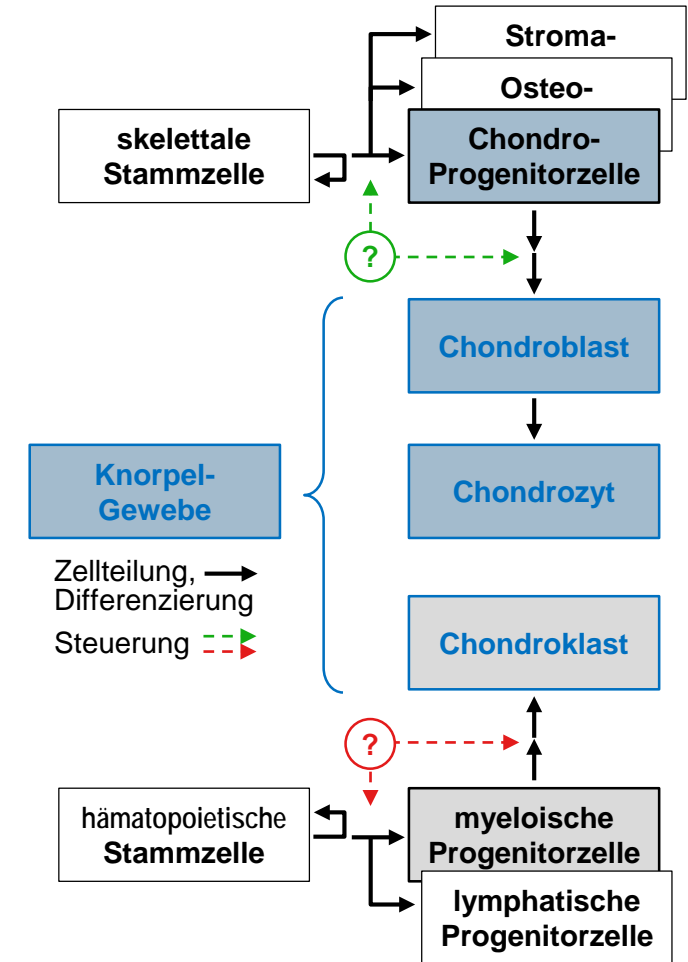 Stroma-
Osteo-
skelettale
Stammzelle
Chondro-
Progenitorzelle
?
Chondroblast
Knorpel-
Gewebe
Chondrozyt
Zellteilung,
Differenzierung
Steuerung
Chondroklast
?
hämatopoietische
Stammzelle
myeloische
Progenitorzelle
lymphatische
Progenitorzelle